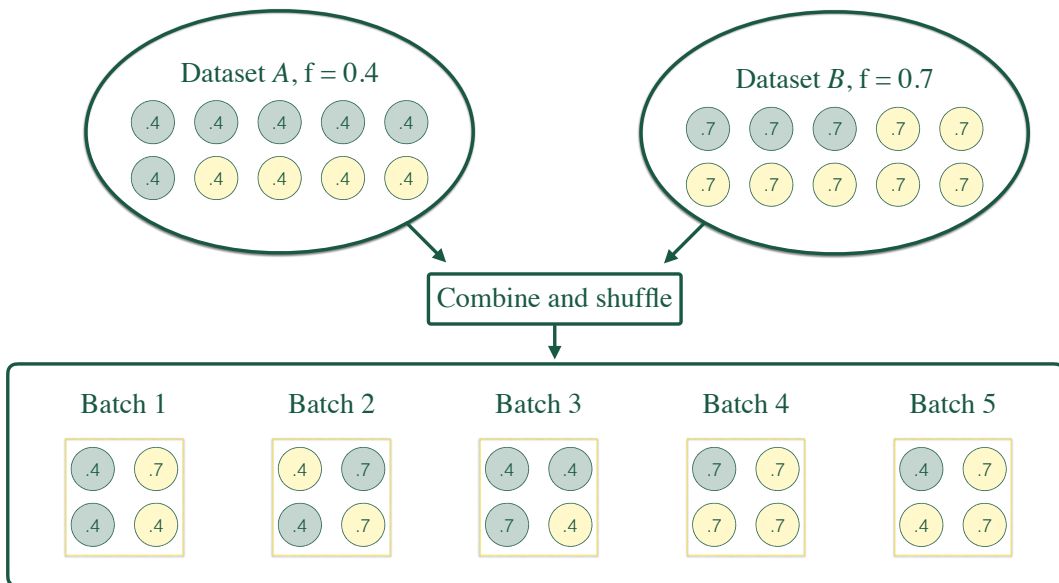 Dataset A, f = 0.4
.4 .4 .4 .4 .4
.4 .4 .4 .4 .4
Dataset B, f = 0.7
.7 .7 .7 .7 .7
.7 .7 .7 .7 .7
Combine and shuffle
Batch 1
.4 .7
.4 .4
Batch 2
.4 .7
.4 .7
Batch 3
.4 .4
.7 .4
Batch 4
.7 .7
.7 .7
Batch 5
.4 .7
.4 .7